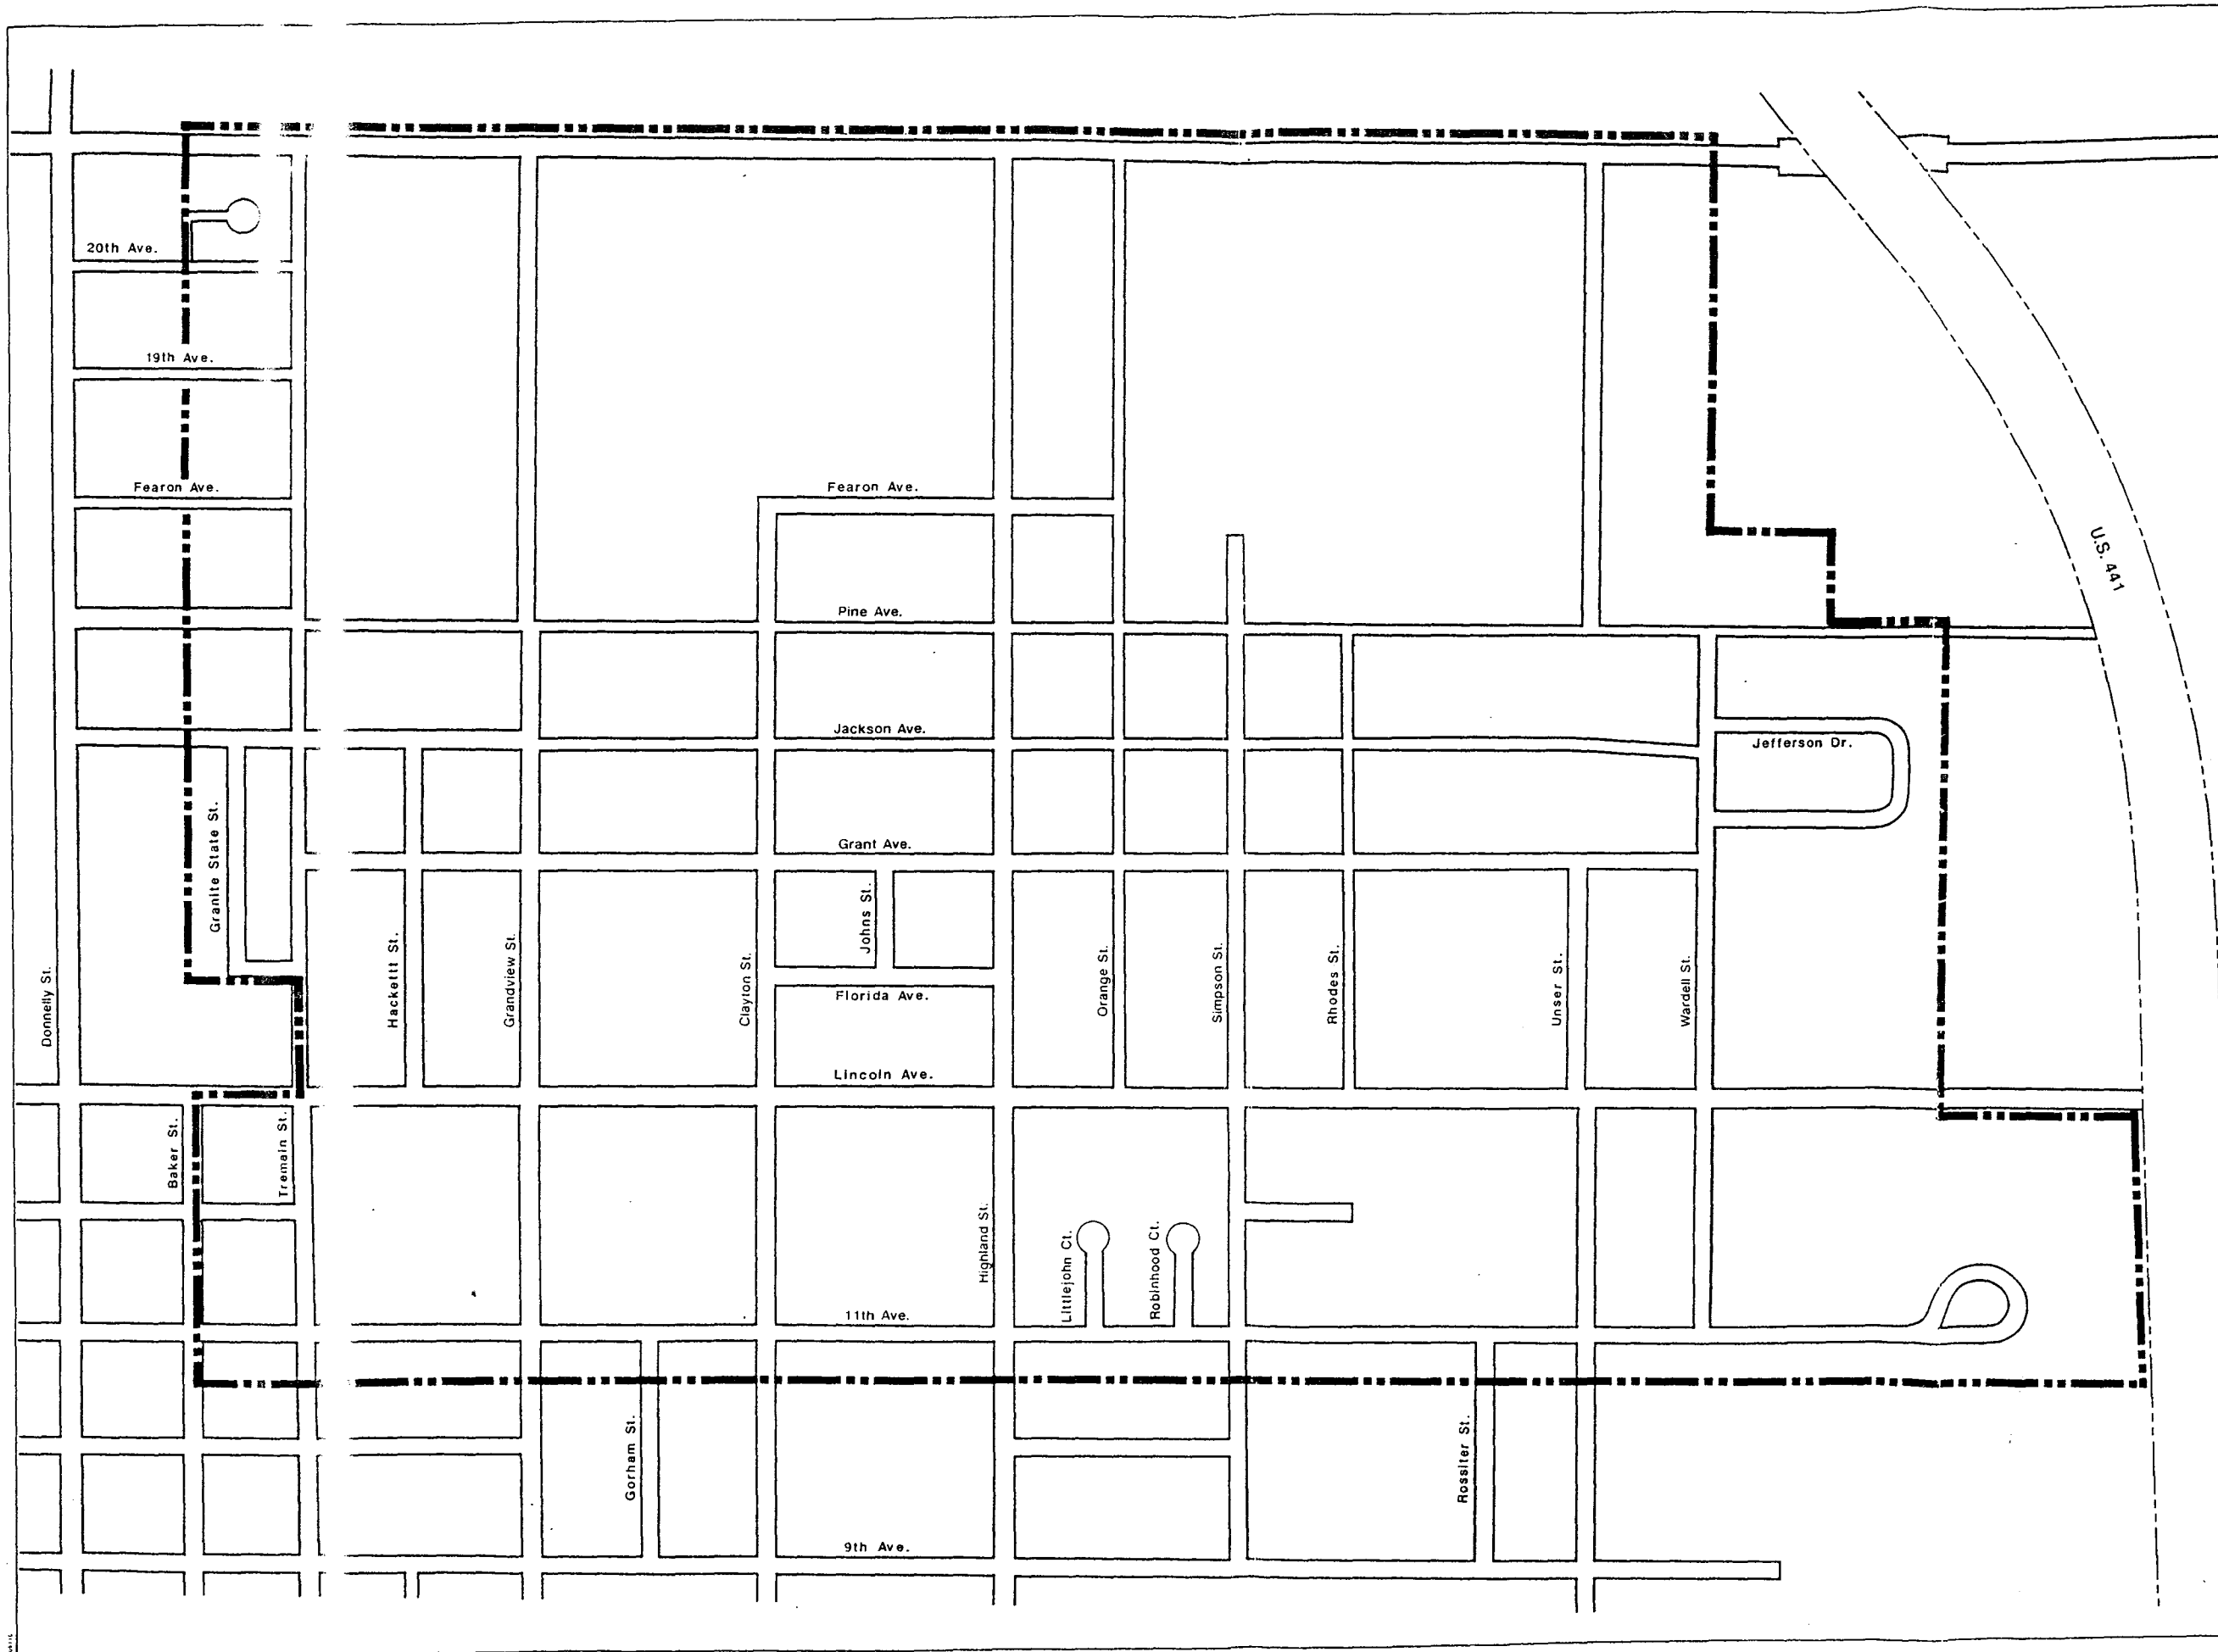 20th Ave.
19th Ave.
Fearon Ave.
Fearon Ave.
U.S. 441
Pine Ave.
Jackson Ave.
Jefferson Dr.
Granite State St.
Grant Ave.
Johns St.
Donnelly St.
Hackettt St.
Grandview St.
Clayton St.
Florida Ave.
Orange St.
Simpson St.
Rhodes St.
Unser St.
Wardell St.
Lincoln Ave.
Baker St.
Tremain St.
Highland St.
Littlejohn Ct.
Robinhood Ct.
11th Ave.
Gorham St.
Rossiter St.
9th Ave.